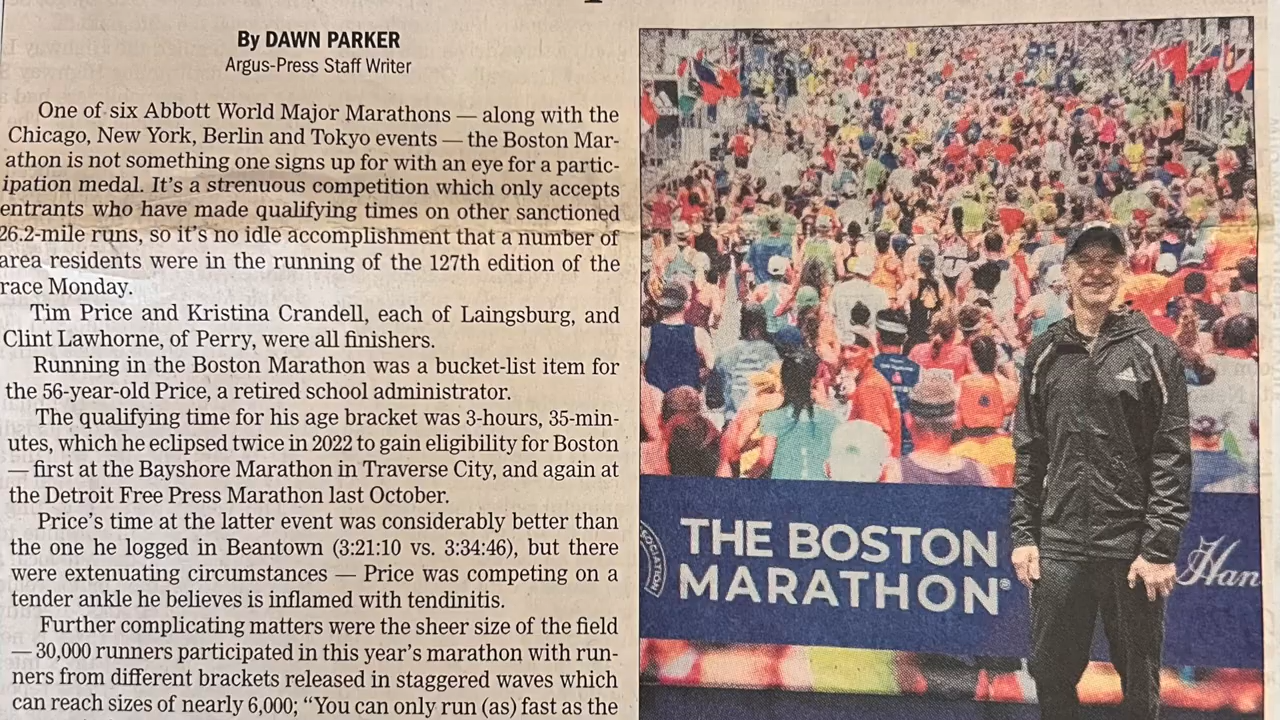 By DAWN PARKER
Argus-Press Staff Writer
One of six Abbott World Major Marathons — along with the
Chicago, New York, Berlin and Tokyo events — the Boston Mar-
athon is not something one signs up for with an eye for a partic-
ipation medal. It's a strenuous competition which only accepts
entrants who have made qualifying times on other sanctioned
26.2-mile runs, so it's no idle accomplishment that a number of
area residents were in the running of the 127th edition of the
race Monday.
Tim Price and Kristina Crandell, each of Laingsburg, and
Clint Lawhorne, of Perry, were all finishers.
Running in the Boston Marathon was a bucket-list item for
the 56-year-old Price, a retired school administrator.
The qualifying time for his age bracket was 3-hours, 35-min-
utes, which he eclipsed twice in 2022 to gain eligibility for Boston
— first at the Bayshore Marathon in Traverse City, and again at
the Detroit Free Press Marathon last October.
Price's time at the latter event was considerably better than
the one he logged in Beantown (3:21:10 vs. 3:34:46), but there
were extenuating circumstances — Price was competing on a
tender ankle he believes is inflamed with tendinitis.
Further complicating matters were the sheer size of the field
— 30,000 runners participated in this year's marathon with run-
ners from different brackets released in staggered waves which
can reach sizes of nearly 6,000; “You can only run (as) fast as the
THE BOSTON
MARATHON®
Han